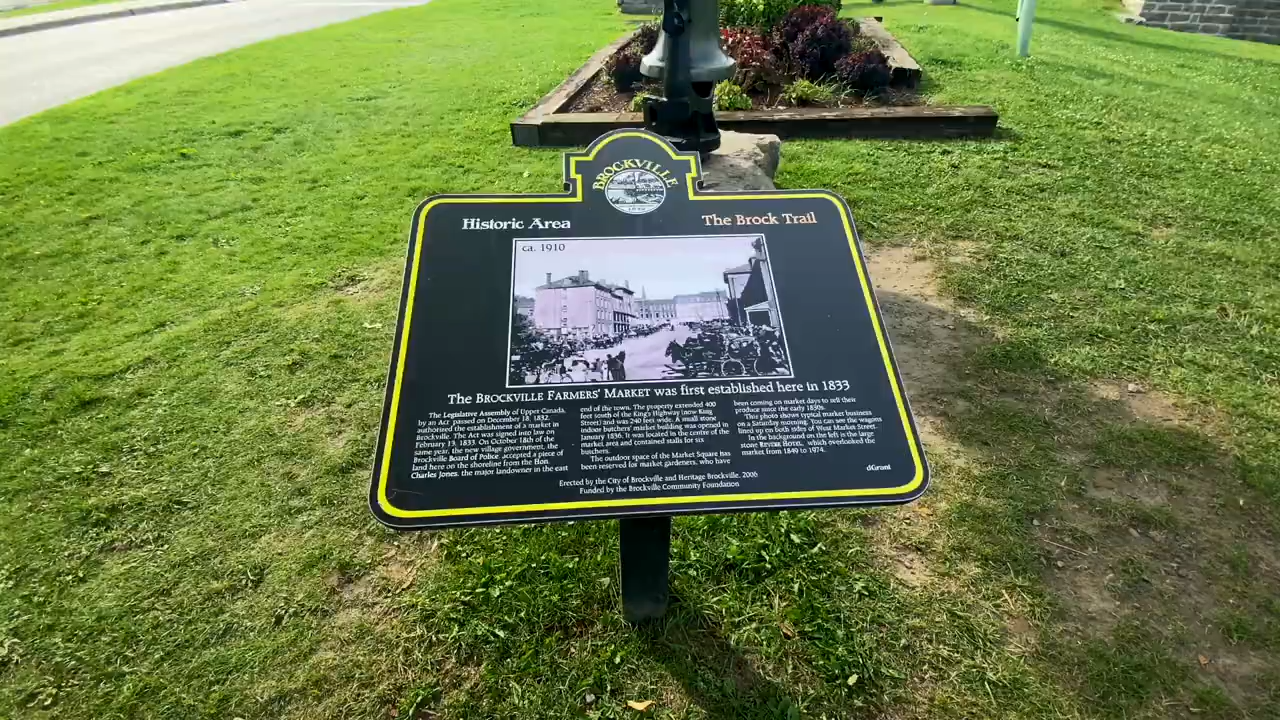 BROCKVILLE
Historic Area
The Brock Trail
ca. 1910
The BROCKVILLE FARMERS' MARKET was first established here in 1833
The Legislative Assembly of Upper Canada,
by an Act passed on December 18, 1832,
authorized the establishment of a market in
Brockville. The Act was signed into law on
February 13, 1833. On October 18th of the
same year, the new village government, the
Brockville Board of Police, accepted a piece of
land here on the shoreline from the Hon.
Charles Jones, the major landowner in the east
end of the town. The property extended 400
feet south of the King's Highway (now King
Street) and was 240 feet wide. A small stone
indoor butchers' market building was opened in
January 1836. It was located in the centre of the
market area and contained stalls for six
butchers.
The outdoor space of the Market Square has
been reserved for market gardeners, who have
been coming on market days to sell their
produce since the early 1830s.
This photo shows typical market business
on a Saturday morning. You can see the wagons
lined up on both sides of West Market Street.
In the background on the left is the large
stone REVERE HOTEL, which overlooked the
market from 1849 to 1974.
dGrant
Erected by the City of Brockville and Heritage Brockville, 2006
Funded by the Brockville Community Foundation